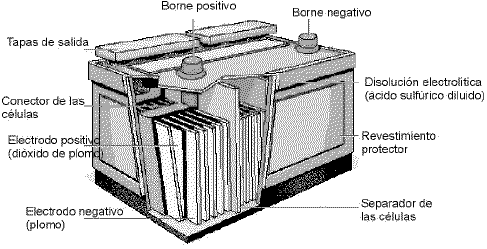 Borne positivo
Borne negativo
Tapas de salida
Disolución electrolítica
(ácido sulfúrico diluido)
Conector de las
células
Electrodo positivo
(dióxido de plomo)
Revestimiento
protector
Electrodo negativo
(plomo)
Separador de
las células